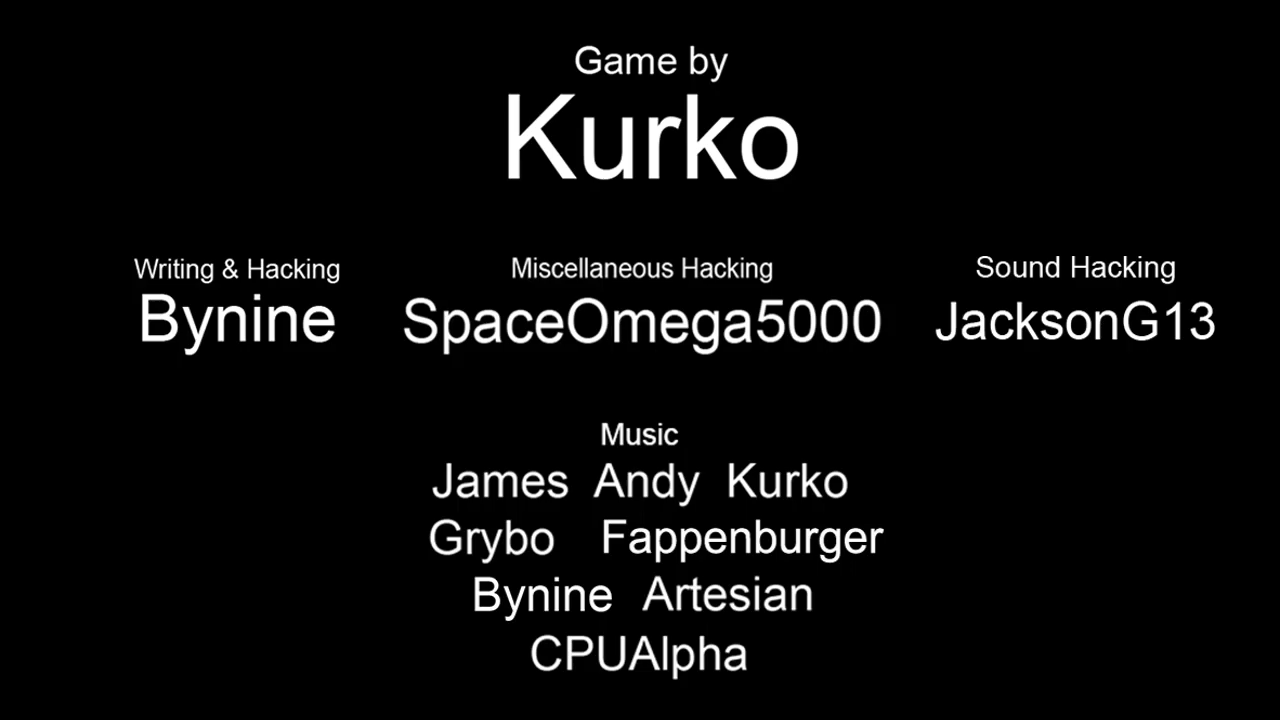 Game by
Kurko
Writing & Hacking
Bynine
Miscellaneous Hacking
SpaceOmega5000
Sound Hacking
JacksonG13
Music
James Andy Kurko
Grybo Fappenburger
Bynine Artesian
CPUAlpha